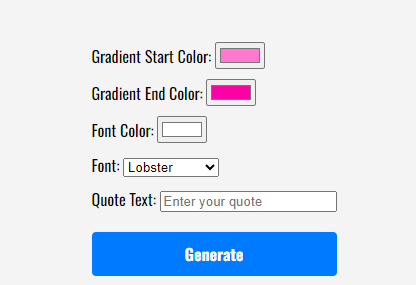 Gradient Start Color:
Gradient End Color:
Font Color:
Font: Lobster
Quote Text: Enter your quote
Generate